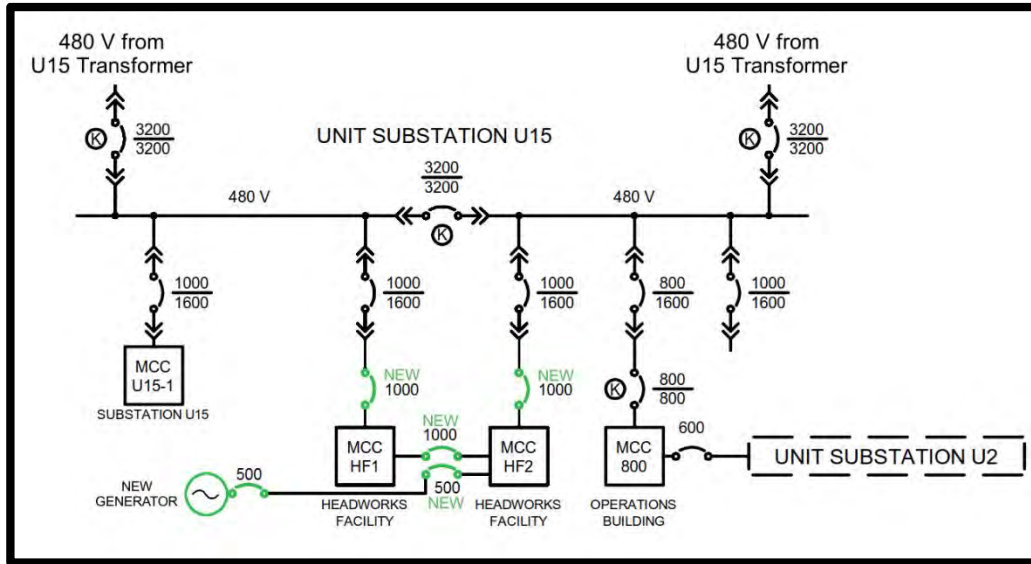 480 V from
U15 Transformer
480 V from
U15 Transformer
K
3200
3200
UNIT SUBSTATION U15
3200
3200
K
K
3200
3200
480 V
480 V
1000
1600
1000
1600
1000
1600
800
1600
1000
1600
MCC
U15-1
SUBSTATION U15
NEW
1000
NEW
1000
K
800
800
MCC
HF1
NEW
1000
MCC
HF2
MCC
800
600
UNIT SUBSTATION U2
NEW
GENERATOR
500
500
NEW
HEADWORKS
FACILITY
HEADWORKS
FACILITY
OPERATIONS
BUILDING